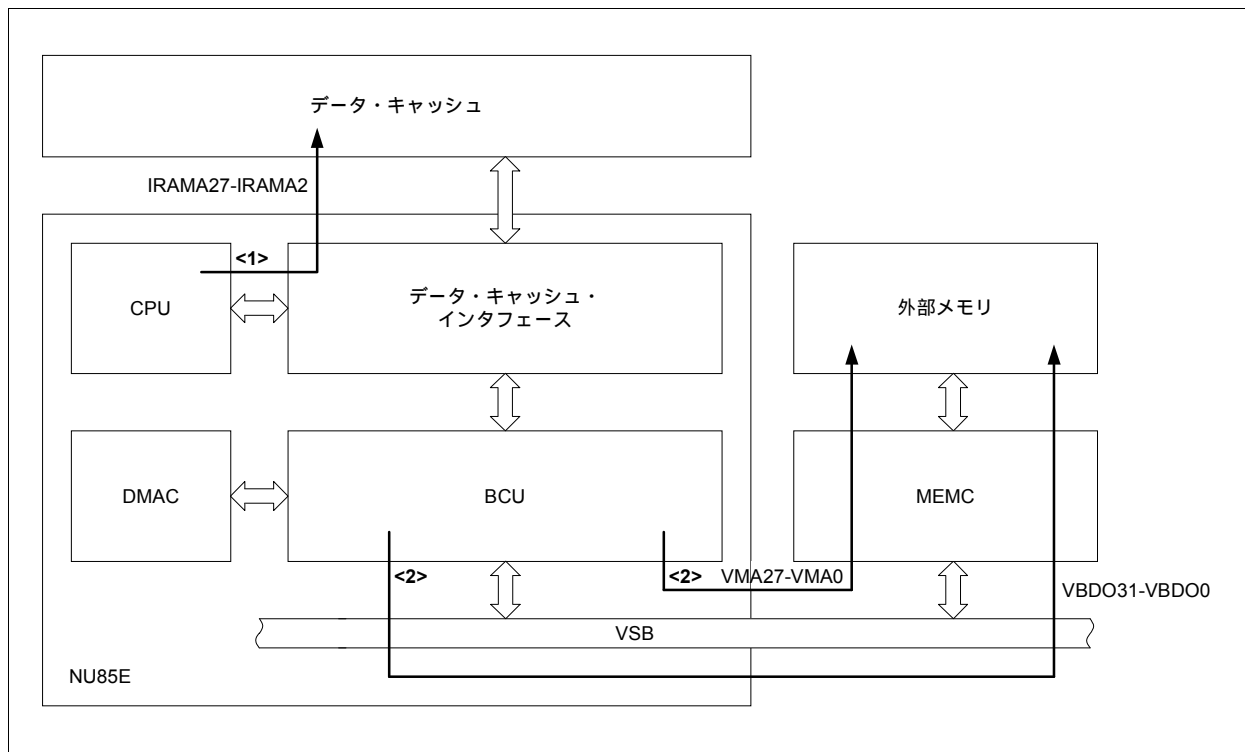 データ・キャッシュ
IRAMA27-IRAMA2
<1>
CPU
データ・キャッシュ・
インタフェース
外部メモリ
DMAC
BCU
MEMC
<2>
<2>
VMA27-VMA0
VBDO31-VBDO0
VSB
NU85E